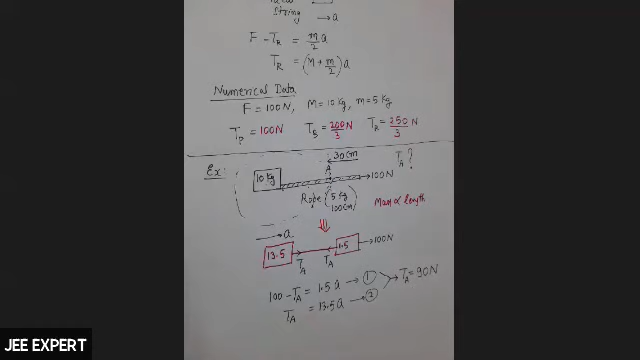 String → a
F - T_R = m/2 a
T_R = (M + m/2) a
Numerical Data
F = 100N, M = 10 kg, m = 5 Kg
T_P = 100N T_S = 200N/3 T_R = 250/3 N
Ex: 30cm T_A ?
A
10 Kg → 100N
Rope (5 Kg 100cm) Mass ∝ length
⇓
→ a
13.5 T_A T_A 1.5 → 100N
100 - T_A = 1.5 a → ① > T_A = 90N
T_A = 13.5 a → ②
JEE EXPERT